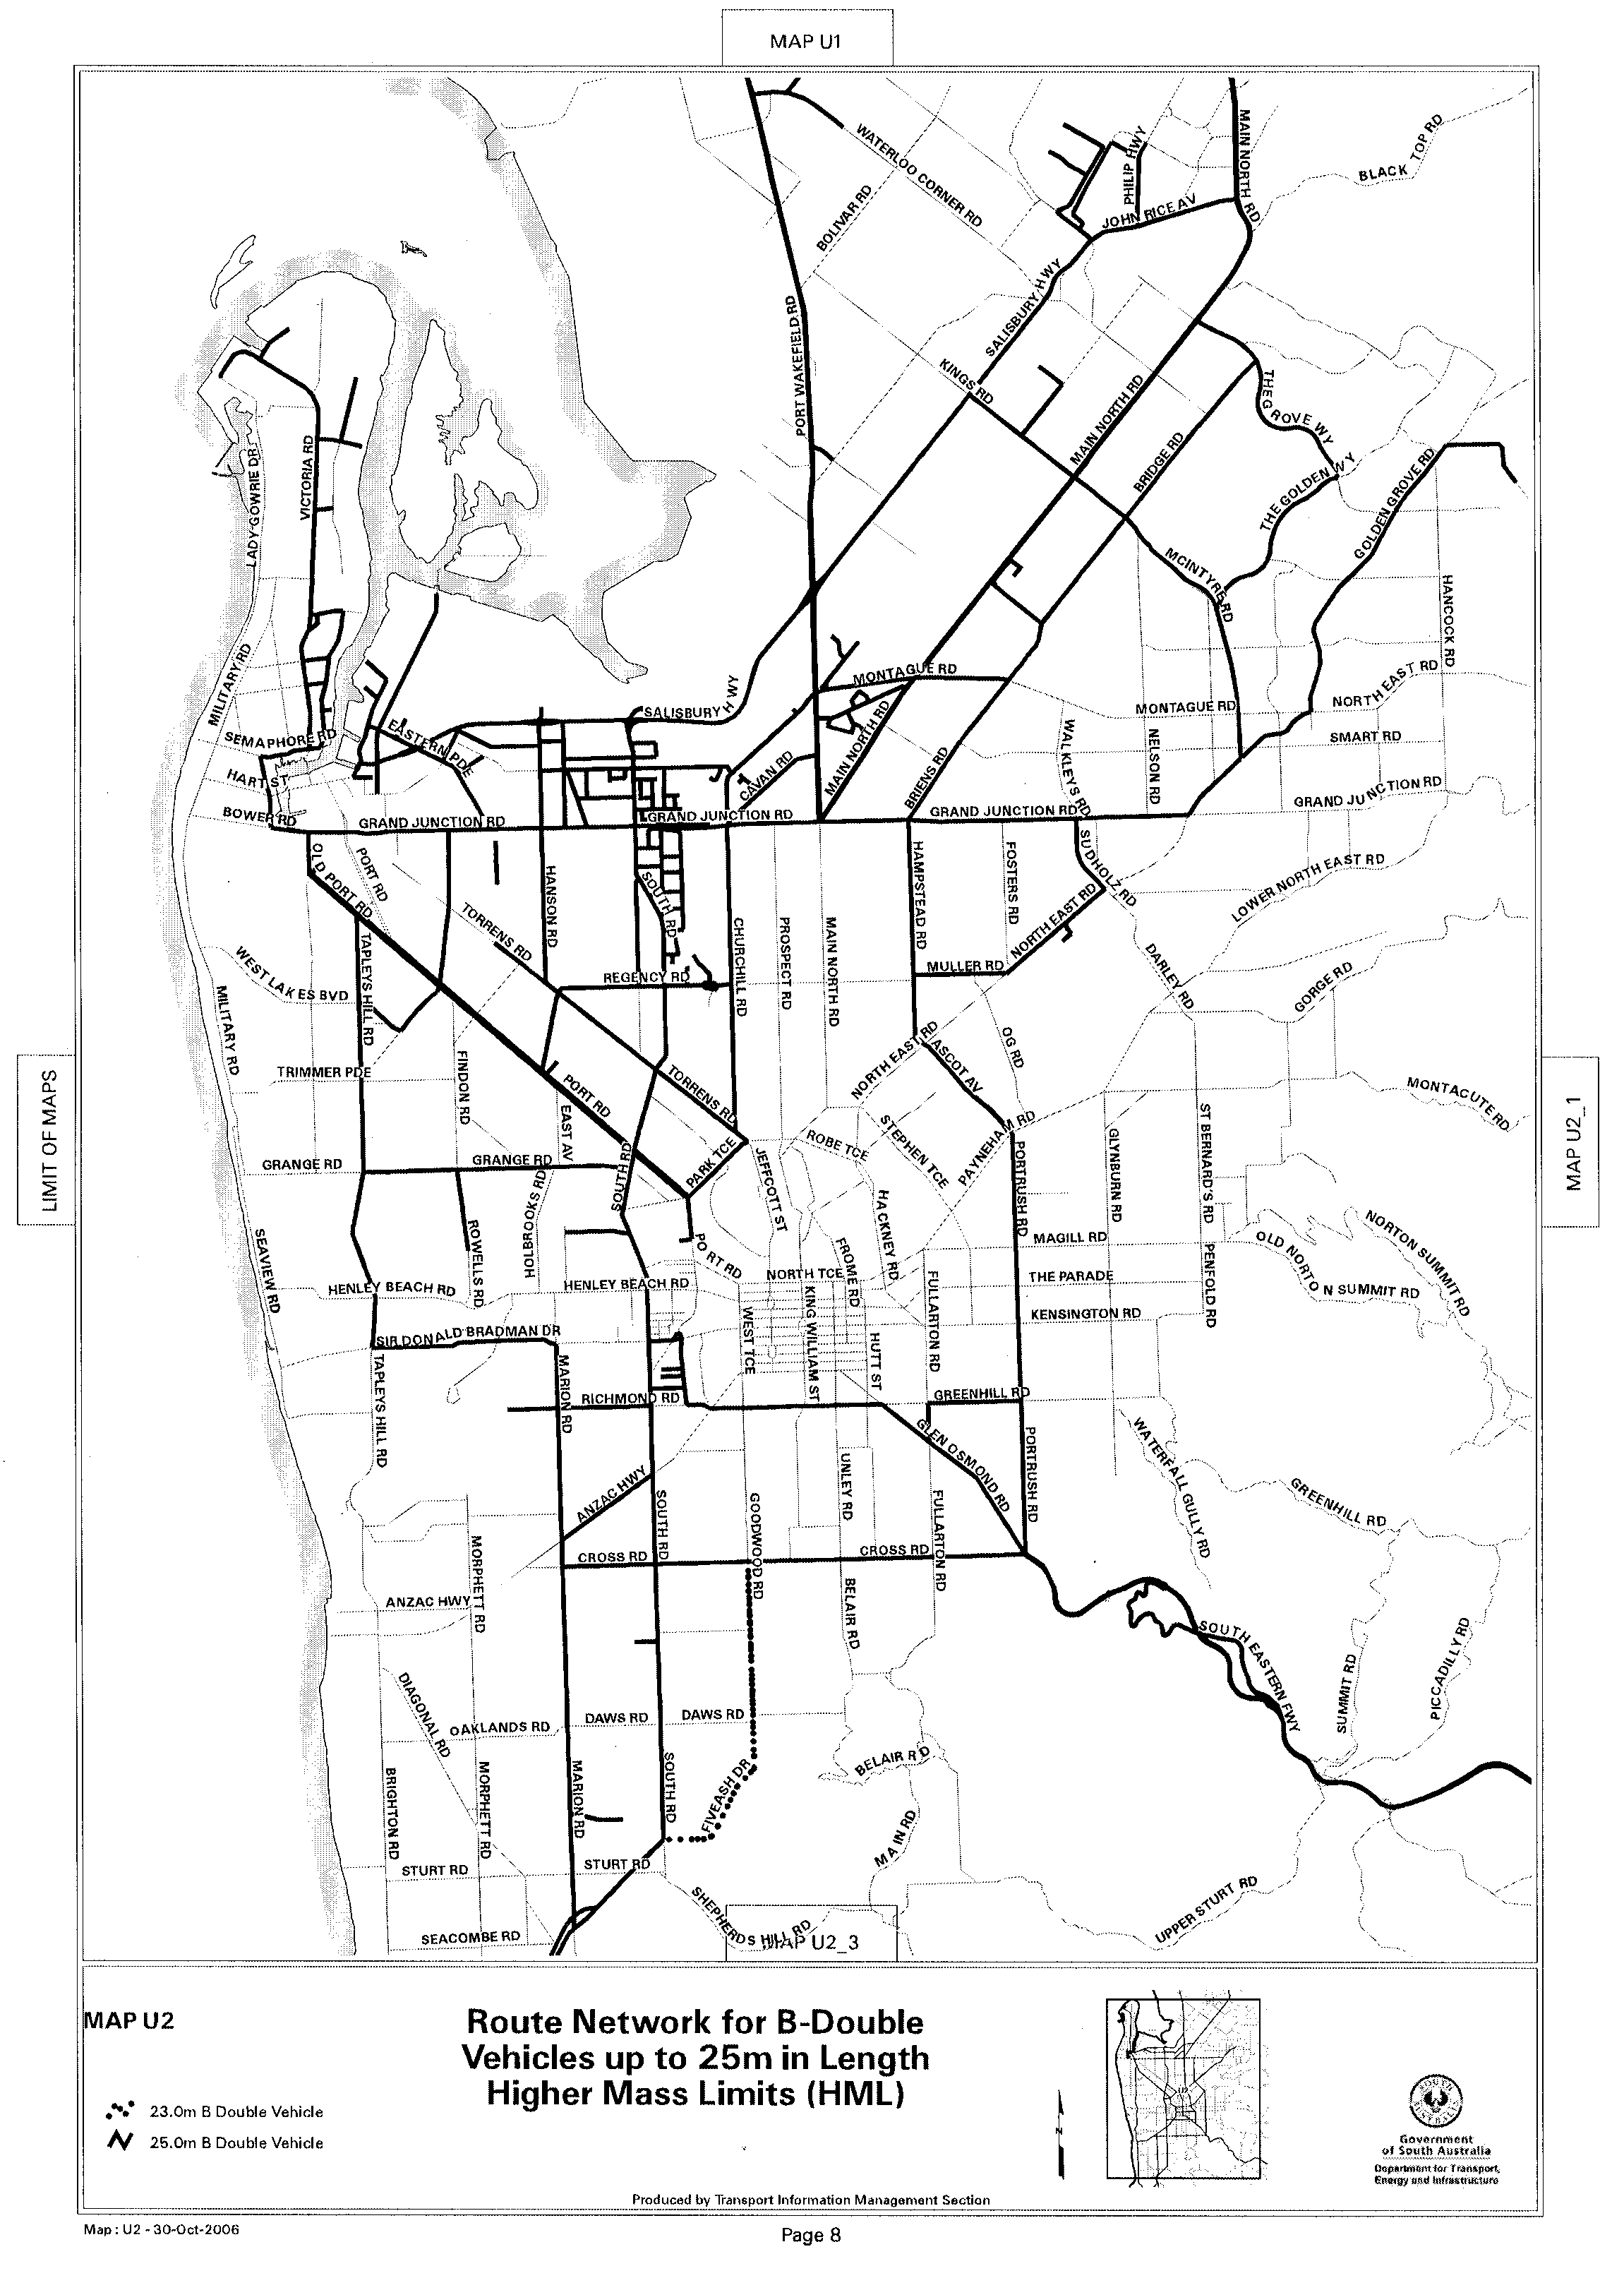 MAP U1
MAIN NORTH RD
BLACK TOP RD
WATERLOO CORNER RD
PHILIP HWY
BOLIVAR RD
JOHN RICE AV
SALISBURY HWY
PORT WAKEFIELD RD
KINGS RD
THE GROVE WY
MAIN NORTH RD
BRIDGE RD
LADY GOWRIE DR
VICTORIA RD
THE GOLDEN WY
GOLDEN GROVE RD
MCINTYRE RD
HANCOCK RD
MILITARY RD
MONTAGUE RD
NORTH EAST RD
SALISBURY HWY
MONTAGUE RD
SEMAPHORE RD
EASTERN PDE
MAIN NORTH RD
WALKLEYS RD
NELSON RD
SMART RD
HART ST
CAVAN RD
BRIENS RD
BOWER RD
GRAND JUNCTION RD
GRAND JUNCTION RD
GRAND JUNCTION RD
GRAND JUNCTION RD
OLD PORT RD
PORT RD
HANSON RD
SOUTH RD
HAMPSTEAD RD
FOSTERS RD
SUDHOLZ RD
LOWER NORTH EAST RD
TORRENS RD
CHURCHILL RD
PROSPECT RD
MAIN NORTH RD
NORTH EAST RD
WEST LAKES BVD
TAPLEYS HILL RD
REGENCY RD
MULLER RD
DARLEY RD
GORGE RD
MILITARY RD
TRIMMER PDE
FINDON RD
PORT RD
EAST AV
TORRENS RD
NORTH EAST RD
ASCOT AV
OG RD
MONTACUTE RD
LIMIT OF MAPS
MAP U2_1
GRANGE RD
GRANGE RD
SOUTH RD
PARK TCE
JEFFCOTT ST
ROBE TCE
STEPHEN TCE
PAYNEHAM RD
PORTRUSH RD
GLYNBURN RD
ST BERNARD'S RD
SEAVIEW RD
ROWELLS RD
HOLBROOKS RD
PORT RD
HACKNEY RD
FROME RD
MAGILL RD
PENFOLD RD
OLD NORTON SUMMIT RD
NORTON SUMMIT RD
HENLEY BEACH RD
HENLEY BEACH RD
NORTH TCE
THE PARADE
KENSINGTON RD
SIR DONALD BRADMAN DR
WEST TCE
KING WILLIAM ST
HUTT ST
FULLARTON RD
TAPLEYS HILL RD
MARION RD
RICHMOND RD
GREENHILL RD
GLEN OSMOND RD
PORTRUSH RD
WATERFALL GULLY RD
GREENHILL RD
ANZAC HWY
SOUTH RD
GOODWOOD RD
UNLEY RD
FULLARTON RD
MORPHETT RD
CROSS RD
CROSS RD
ANZAC HWY
BELAIR RD
SOUTH EASTERN FWY
SUMMIT RD
PICCADILLY RD
DIAGONAL RD
OAKLANDS RD
DAWS RD
DAWS RD
BELAIR RD
BRIGHTON RD
MORPHETT RD
MARION RD
SOUTH RD
FIVEASH DR
MAIN RD
STURT RD
STURT RD
SHEPHERDS HILL RD
UPPER STURT RD
SEACOMBE RD
MAP U2_3
MAP U2
Route Network for B-Double
Vehicles up to 25m in Length
Higher Mass Limits (HML)
23.0m B Double Vehicle
25.0m B Double Vehicle
N
U2
SOUTH AUSTRALIA
Government
of South Australia
Department for Transport,
Energy and Infrastructure
Produced by Transport Information Management Section
Map : U2 - 30-Oct-2006
Page 8